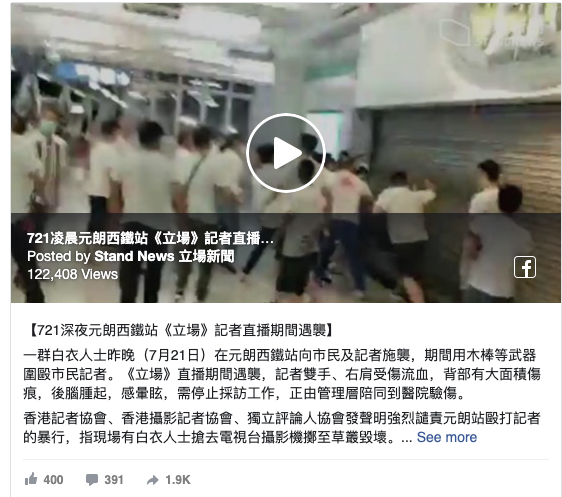 721凌晨元朗西鐵站《立場》記者直播...
Posted by Stand News 立場新聞
122,408 Views
【721深夜元朗西鐵站《立場》記者直播期間遇襲】
一群白衣人士昨晚（7月21日）在元朗西鐵站向市民及記者施襲，期間用木棒等武器
圍毆市民記者。《立場》直播期間遇襲，記者雙手、右肩受傷流血，背部有大面積傷
痕，後腦腫起，感暈眩，需停止採訪工作，正由管理層陪同到醫院驗傷。
香港記者協會、香港攝影記者協會、獨立評論人協會發聲明強烈譴責元朗站毆打記者
的暴行，指現場有白衣人士搶去電視台攝影機擲至草叢毀壞。... See more
400 391 1.9K